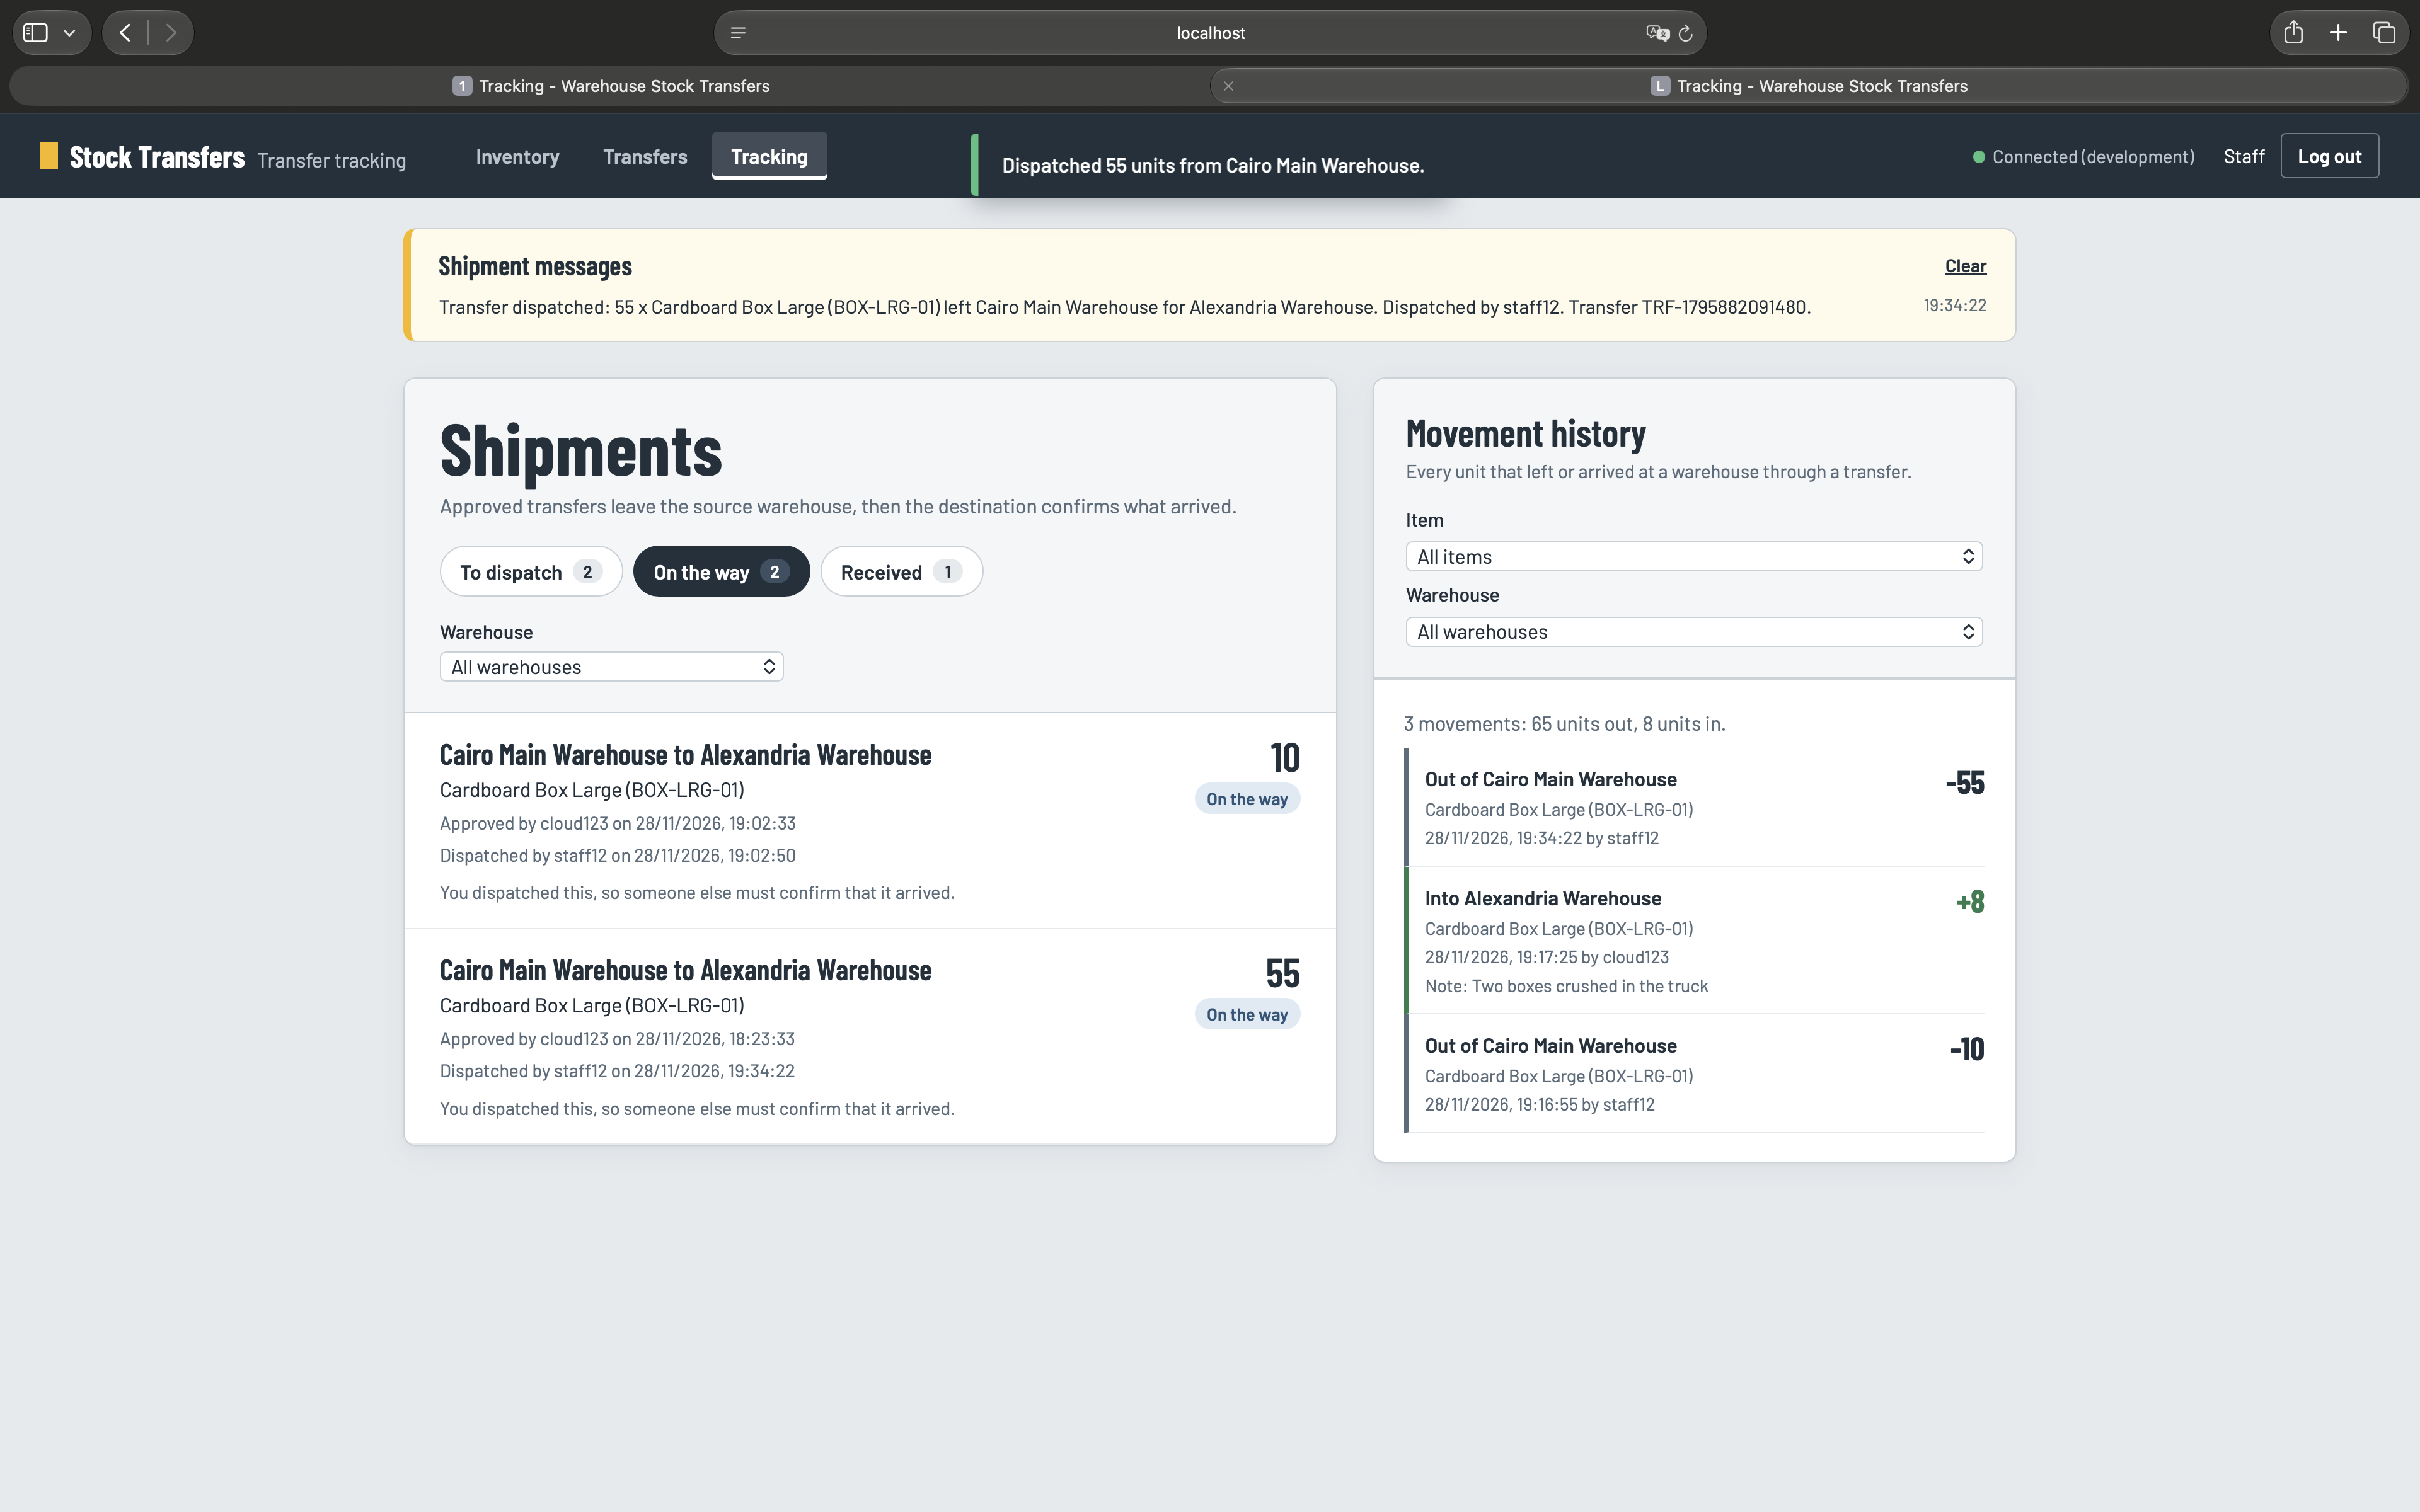 localhost
1 Tracking - Warehouse Stock Transfers
L Tracking - Warehouse Stock Transfers
Stock Transfers Transfer tracking Inventory Transfers Tracking
Dispatched 55 units from Cairo Main Warehouse.
Connected (development) Staff Log out
Shipment messages
Clear
Transfer dispatched: 55 x Cardboard Box Large (BOX-LRG-01) left Cairo Main Warehouse for Alexandria Warehouse. Dispatched by staff12. Transfer TRF-1795882091480.
19:34:22
Shipments
Approved transfers leave the source warehouse, then the destination confirms what arrived.
To dispatch 2 On the way 2 Received 1
Warehouse
All warehouses
Cairo Main Warehouse to Alexandria Warehouse
10
Cardboard Box Large (BOX-LRG-01)
On the way
Approved by cloud123 on 28/11/2026, 19:02:33
Dispatched by staff12 on 28/11/2026, 19:02:50
You dispatched this, so someone else must confirm that it arrived.
Cairo Main Warehouse to Alexandria Warehouse
55
Cardboard Box Large (BOX-LRG-01)
On the way
Approved by cloud123 on 28/11/2026, 18:23:33
Dispatched by staff12 on 28/11/2026, 19:34:22
You dispatched this, so someone else must confirm that it arrived.
Movement history
Every unit that left or arrived at a warehouse through a transfer.
Item
All items
Warehouse
All warehouses
3 movements: 65 units out, 8 units in.
Out of Cairo Main Warehouse
-55
Cardboard Box Large (BOX-LRG-01)
28/11/2026, 19:34:22 by staff12
Into Alexandria Warehouse
+8
Cardboard Box Large (BOX-LRG-01)
28/11/2026, 19:17:25 by cloud123
Note: Two boxes crushed in the truck
Out of Cairo Main Warehouse
-10
Cardboard Box Large (BOX-LRG-01)
28/11/2026, 19:16:55 by staff12